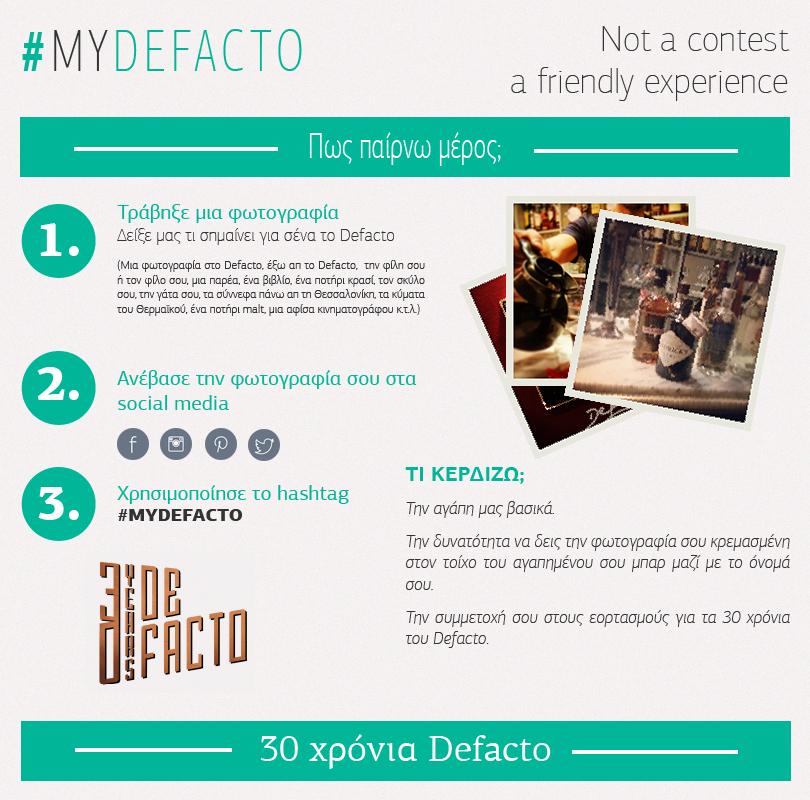 #MYDEFACTO
Not a contest
a friendly experience
Πως παίρνω μέρος;
1.
Τράβηξε μια φωτογραφία
Δείξε μας τι σημαίνει για σένα το Defacto
(Μια φωτογραφία στο Defacto, έξω απ το Defacto, την φίλη σου
ή τον φίλο σου, μια παρέα, ένα βιβλίο, ένα ποτήρι κρασί, τον σκύλο
σου, την γάτα σου, τα σύννεφα πάνω απ τη Θεσσαλονίκη, τα κύματα
του Θερμαϊκού, ένα ποτήρι malt, μια αφίσα κινηματογράφου κ.τ.λ.)
2.
Ανέβασε την φωτογραφία σου στα
social media
3.
Χρησιμοποίησε το hashtag
#MYDEFACTO
30 YEARS DE
FACTO
ΤΙ ΚΕΡΔΙΖΩ;
Την αγάπη μας βασικά.
Την δυνατότητα να δεις την φωτογραφία σου κρεμασμένη
στον τοίχο του αγαπημένου σου μπαρ μαζί με το όνομά
σου.
Την συμμετοχή σου στους εορτασμούς για τα 30 χρόνια
του Defacto.
30 χρόνια Defacto